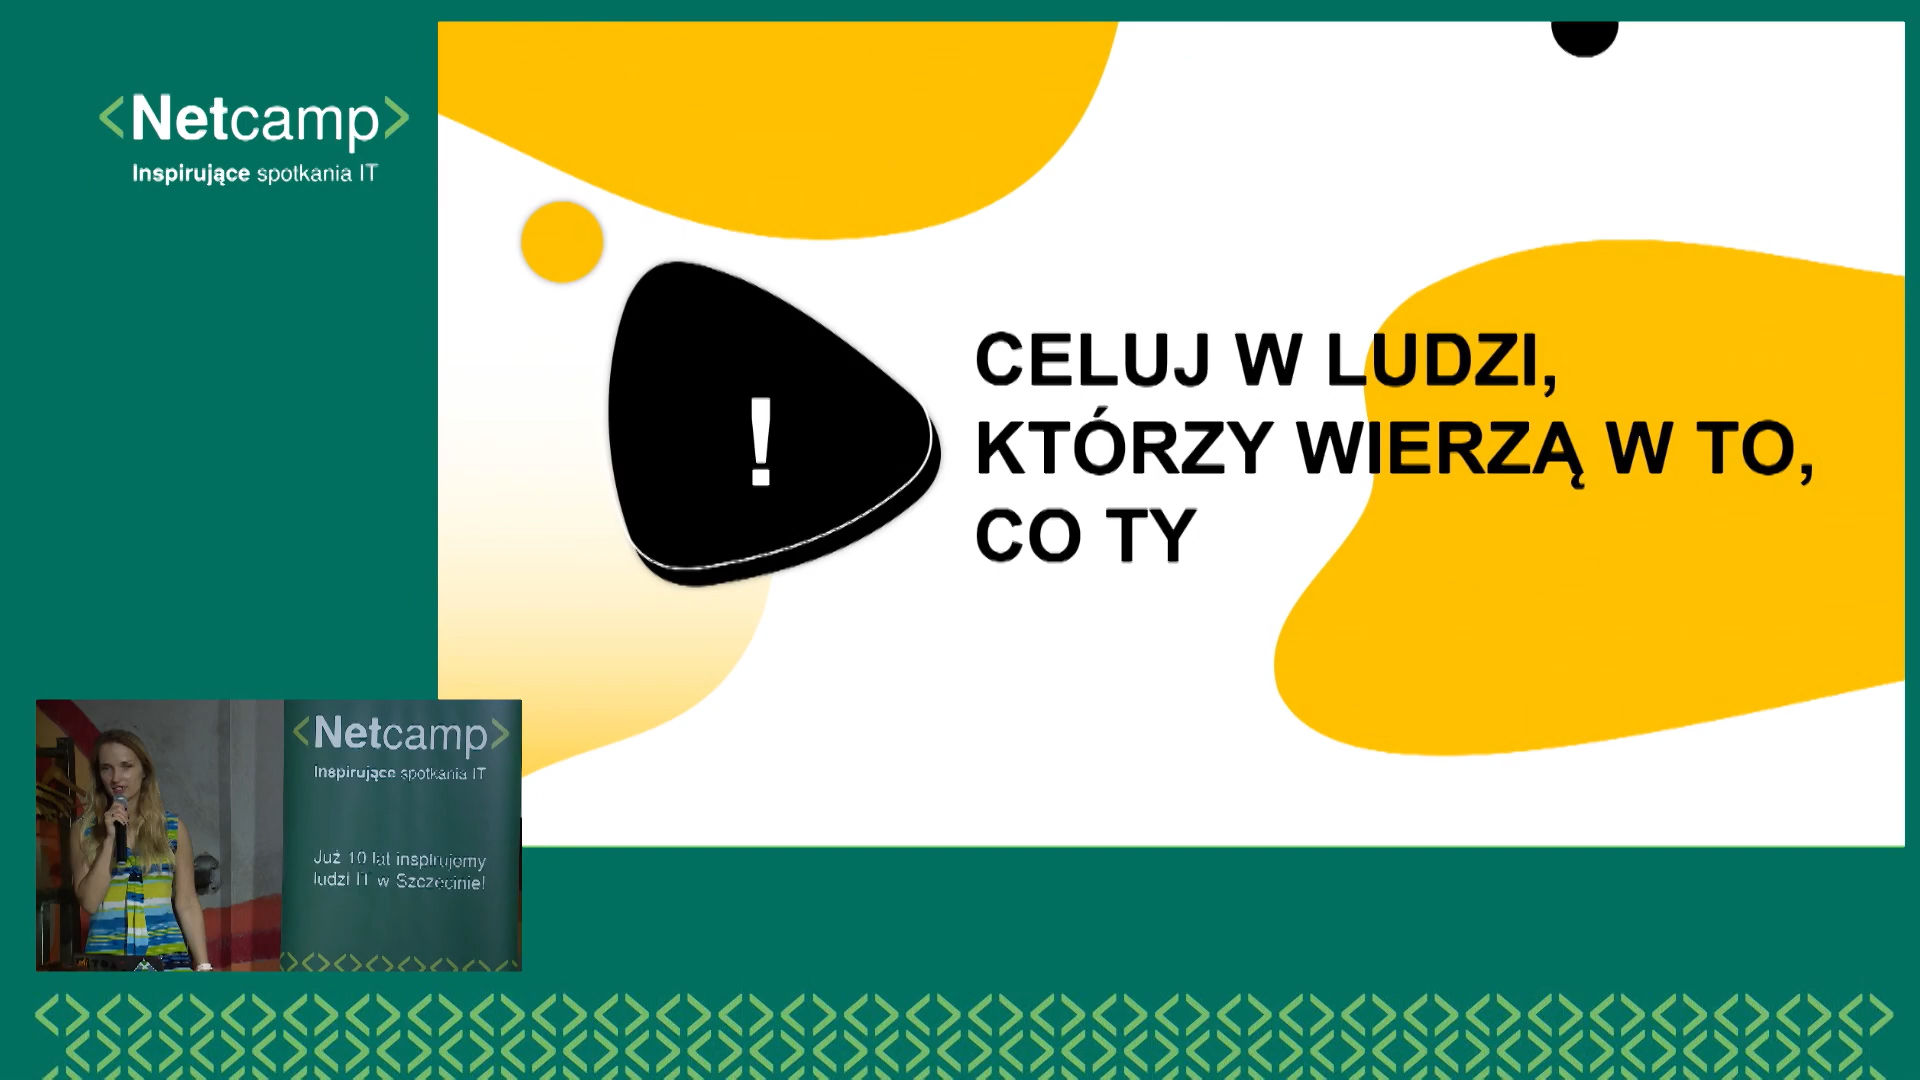 <Netcamp>
Inspirujące spotkania IT
!
CELUJ W LUDZI,
KTÓRZY WIERZĄ W TO,
CO TY
<Netcamp>
Inspirujące spotkania IT
Już 10 lat inspirujemy
ludzi IT w Szczecinie!